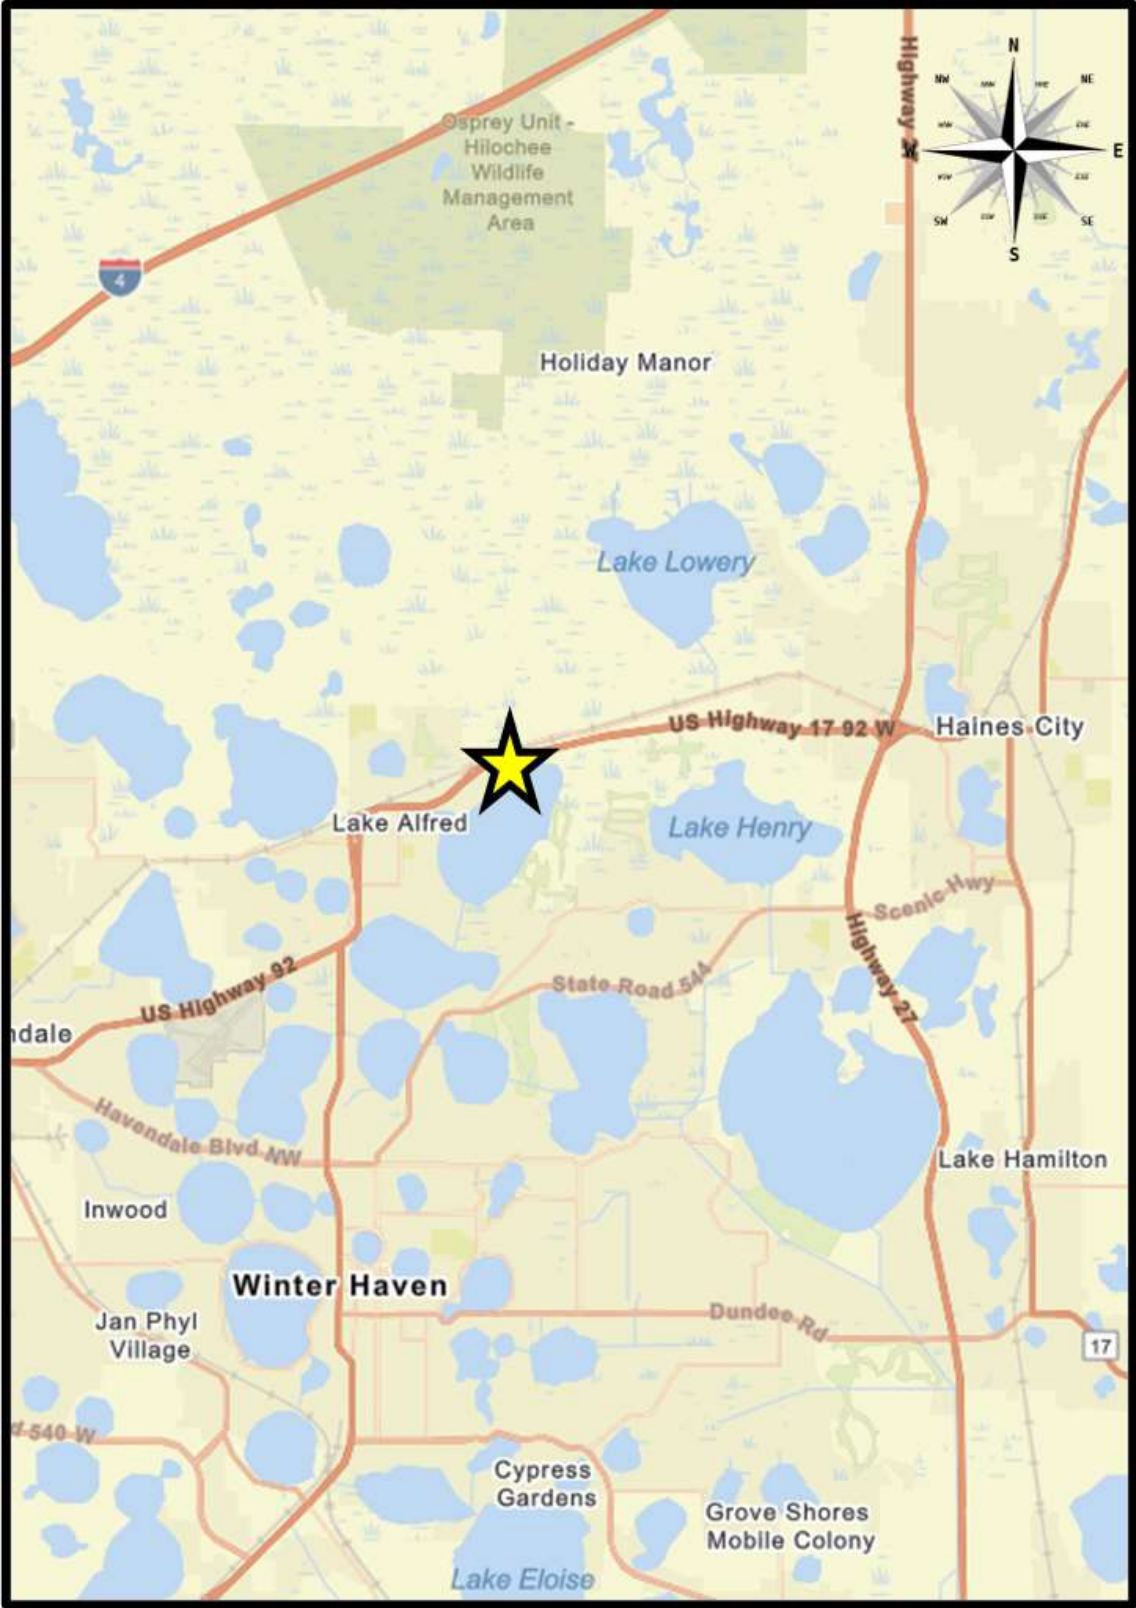 Highway
N
NW
NE
W
E
SW
SE
S
Osprey Unit -
Hilochee
Wildlife
Management
Area
4
Holiday Manor
Lake Lowery
US Highway 17 92 W
Haines City
Lake Alfred
Lake Henry
Scenic Hwy
Highway 27
State Road 544
US Highway 92
ndale
Havendale Blvd NW
Lake Hamilton
Inwood
Winter Haven
Jan Phyl
Village
Dundee Rd
17
540 W
Cypress
Gardens
Grove Shores
Mobile Colony
Lake Eloise